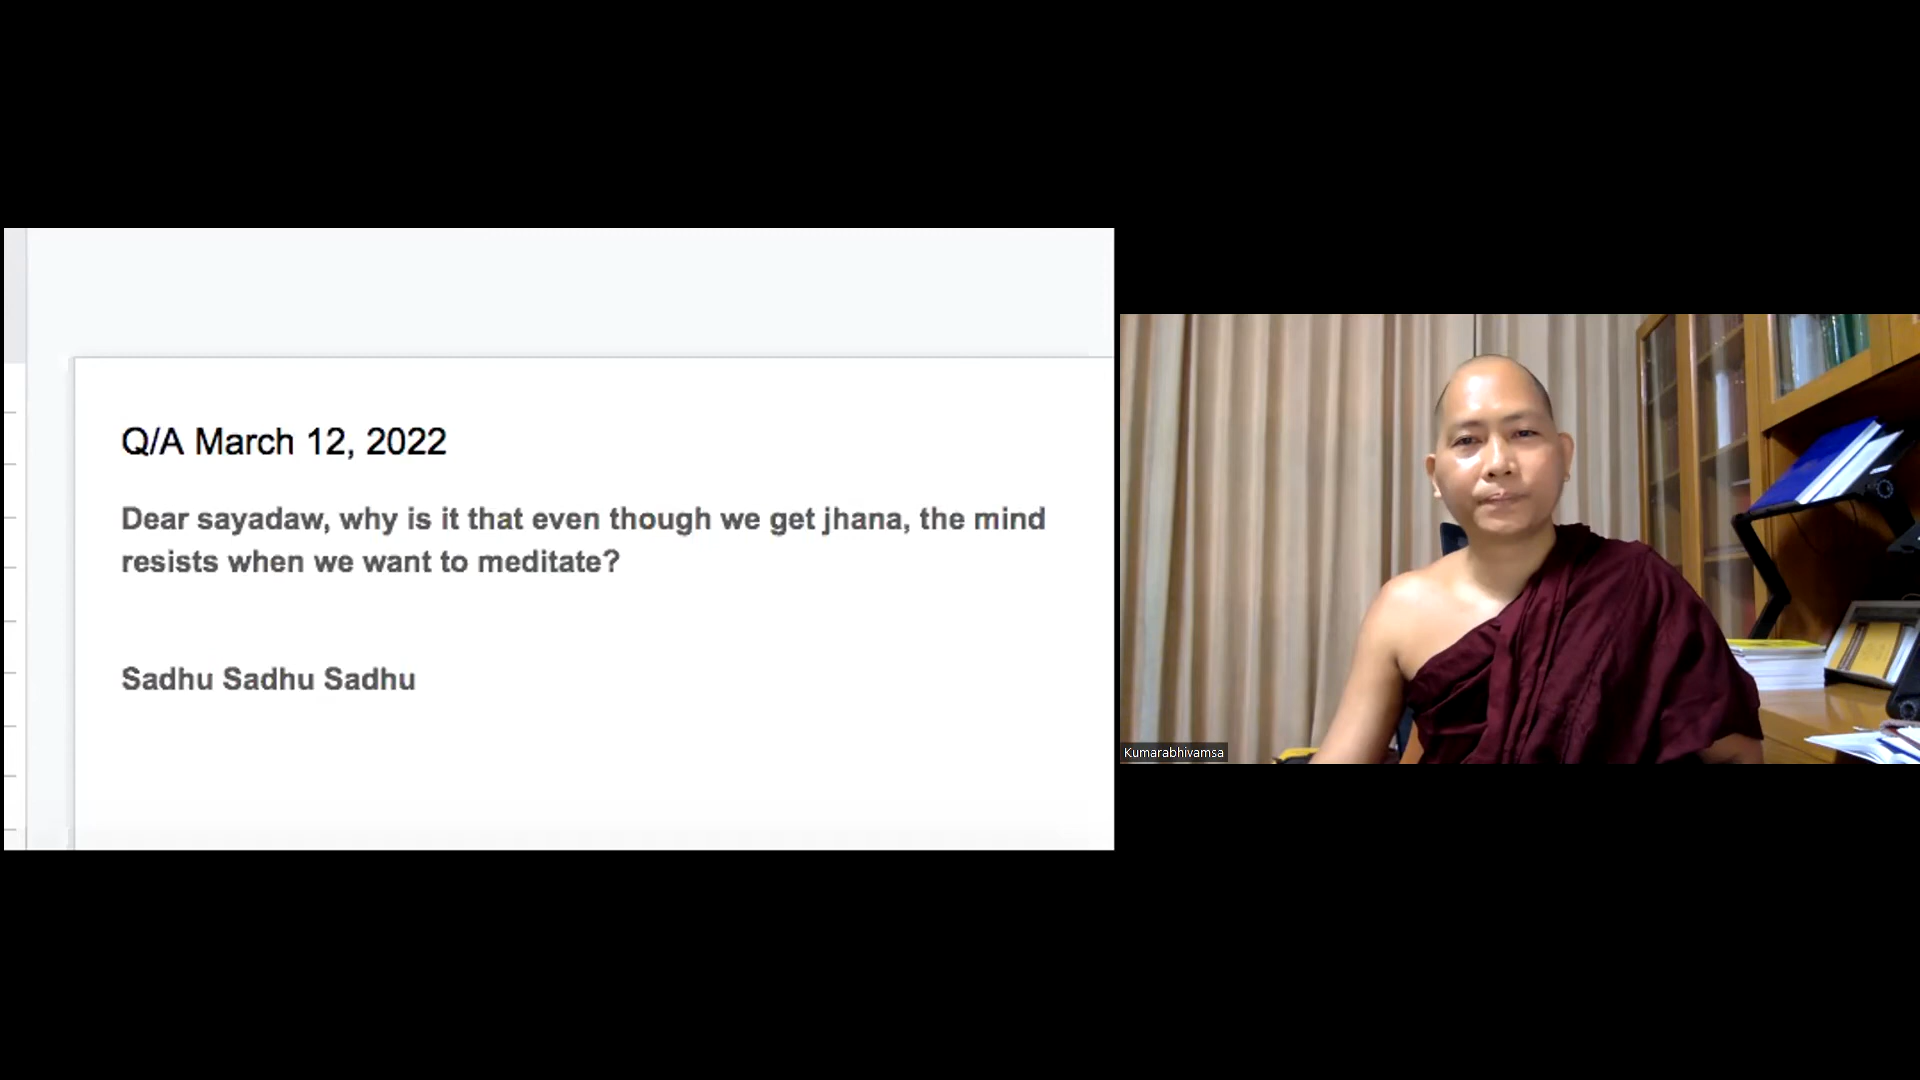 Q/A March 12, 2022
Dear sayadaw, why is it that even though we get jhana, the mind
resists when we want to meditate?
Sadhu Sadhu Sadhu
Kumarabhivamsa